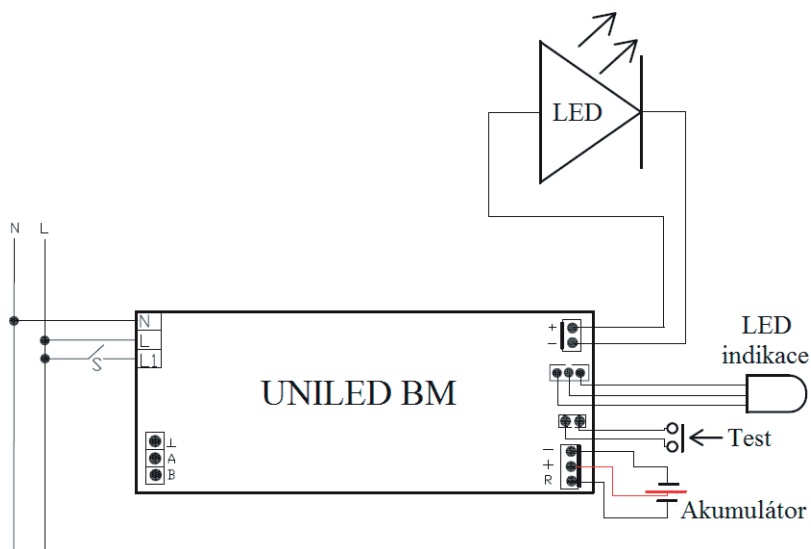 LED
N L
N
L
S
L1
UNILED BM
+
-
LED
indikace
Test
⊥
A
B
-
+
R
Akumulátor